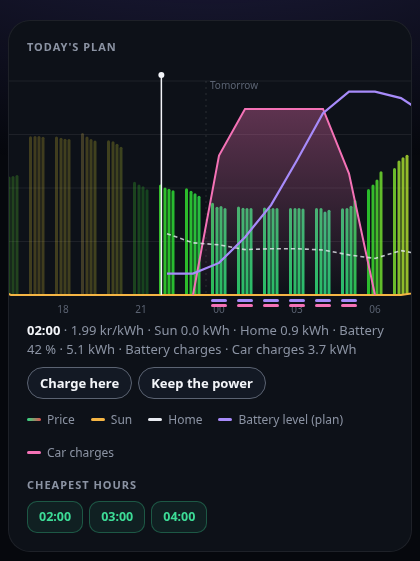 TODAY'S PLAN
Tomorrow
18 21 00 03 06
02:00 · 1.99 kr/kWh · Sun 0.0 kWh · Home 0.9 kWh · Battery
42 % · 5.1 kWh · Battery charges · Car charges 3.7 kWh
Charge here Keep the power
Price Sun Home Battery level (plan)
Car charges
CHEAPEST HOURS
02:00 03:00 04:00